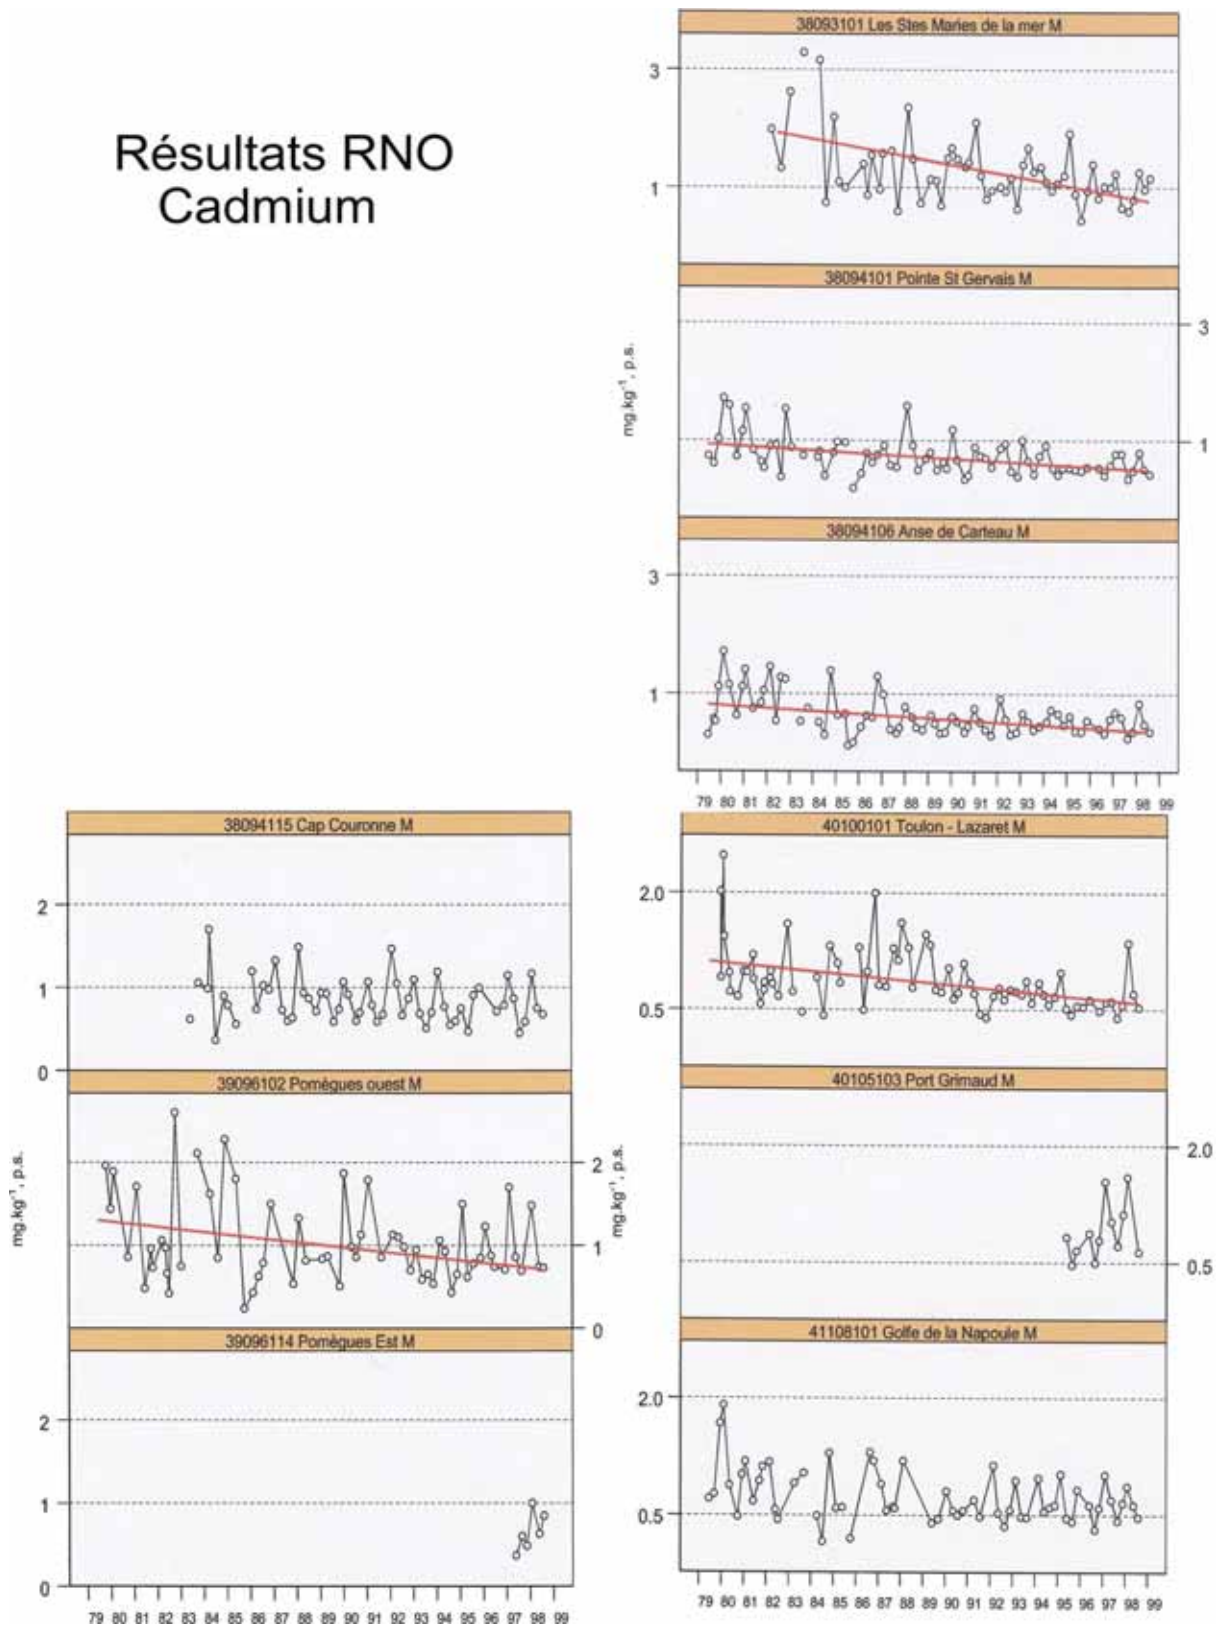 Résultats RNO
Cadmium
38093101 Les Stes Maries de la mer M
3
1
38094101 Pointe St Gervais M
3
1
mg.kg⁻¹, p.s.
38094106 Anse de Carteau M
3
1
79 80 81 82 83 84 85 86 87 88 89 90 91 92 93 94 95 96 97 98 99
38094115 Cap Couronne M
2
1
0
39096102 Pomègues ouest M
2
1
0
mg.kg⁻¹, p.s.
39096114 Pomègues Est M
2
1
0
79 80 81 82 83 84 85 86 87 88 89 90 91 92 93 94 95 96 97 98 99
40100101 Toulon - Lazaret M
2.0
0.5
40105103 Port Grimaud M
2.0
0.5
mg.kg⁻¹, p.s.
41108101 Golfe de la Napoule M
2.0
0.5
79 80 81 82 83 84 85 86 87 88 89 90 91 92 93 94 95 96 97 98 99